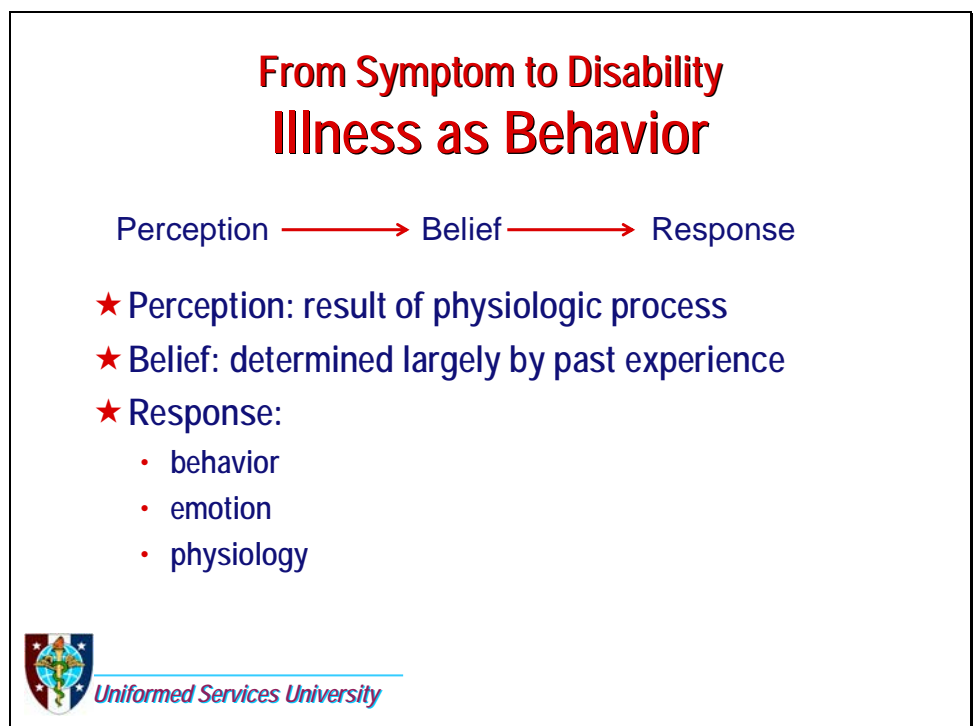 From Symptom to Disability
Illness as Behavior
Perception → Belief → Response
★ Perception: result of physiologic process
★ Belief: determined largely by past experience
★ Response:
• behavior
• emotion
• physiology
Uniformed Services University